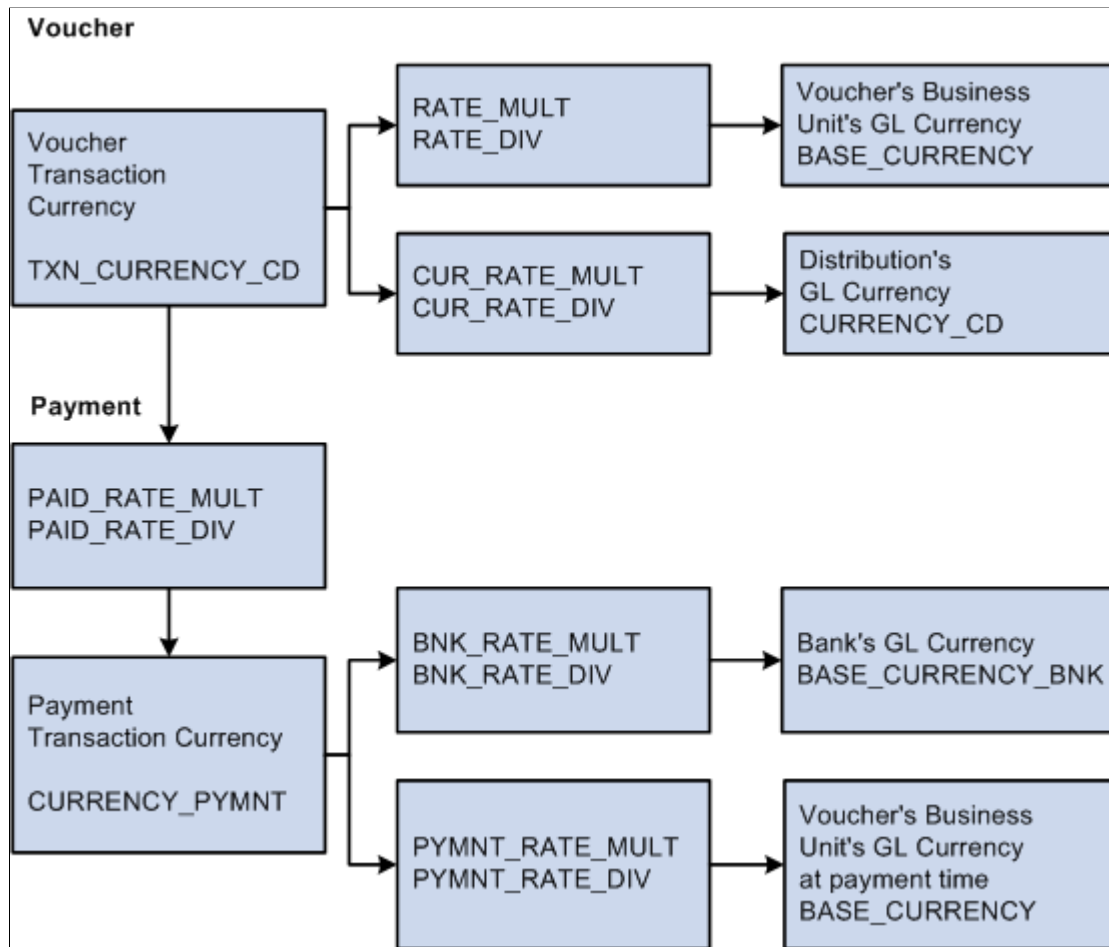 Voucher
Voucher
Transaction
Currency
TXN_CURRENCY_CD
RATE_MULT
RATE_DIV
Voucher's Business
Unit's GL Currency
BASE_CURRENCY
CUR_RATE_MULT
CUR_RATE_DIV
Distribution's
GL Currency
CURRENCY_CD
Payment
PAID_RATE_MULT
PAID_RATE_DIV
Payment
Transaction Currency
CURRENCY_PYMNT
BNK_RATE_MULT
BNK_RATE_DIV
Bank's GL Currency
BASE_CURRENCY_BNK
PYMNT_RATE_MULT
PYMNT_RATE_DIV
Voucher's Business
Unit's GL Currency
at payment time
BASE_CURRENCY